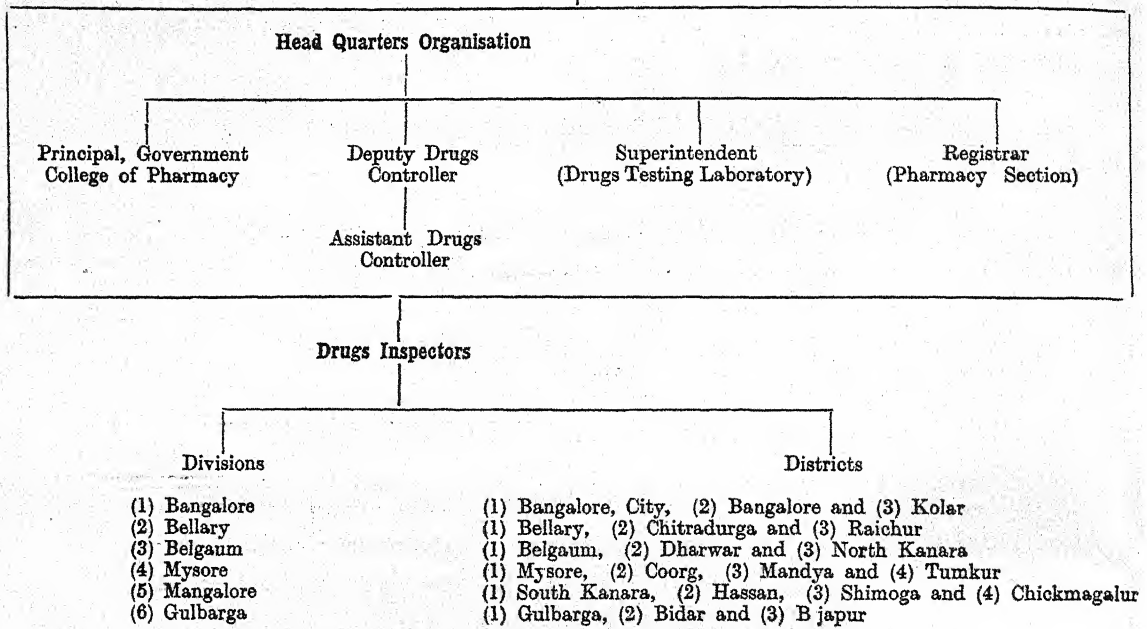 Head Quarters Organisation
Principal, Government
College of Pharmacy
Deputy Drugs
Controller
Superintendent
(Drugs Testing Laboratory)
Registrar
(Pharmacy Section)
Assistant Drugs
Controller
Drugs Inspectors
Divisions
Districts
(1) Bangalore (1) Bangalore, City, (2) Bangalore and (3) Kolar
(2) Bellary (1) Bellary, (2) Chitradurga and (3) Raichur
(3) Belgaum (1) Belgaum, (2) Dharwar and (3) North Kanara
(4) Mysore (1) Mysore, (2) Coorg, (3) Mandya and (4) Tumkur
(5) Mangalore (1) South Kanara, (2) Hassan, (3) Shimoga and (4) Chickmagalur
(6) Gulbarga (1) Gulbarga, (2) Bidar and (3) B japur